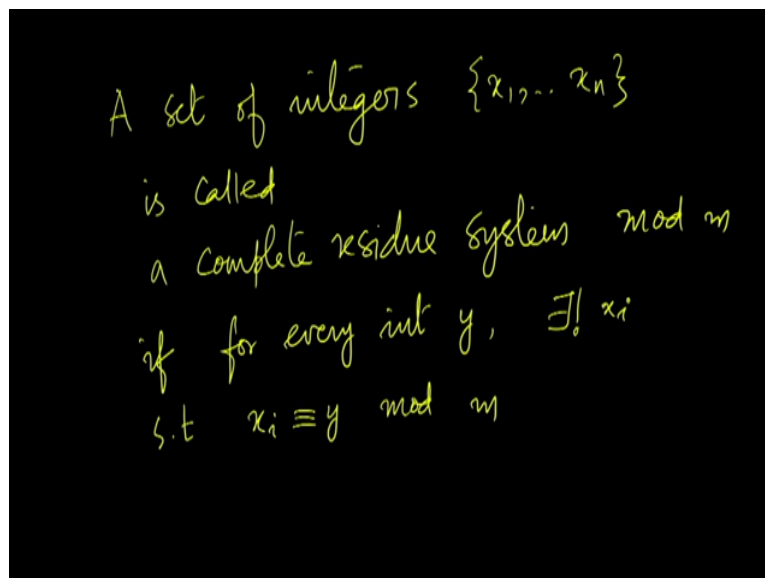 A set of integers {x₁,... xₙ}
is called
a complete residue system mod m
if for every int y, ∃! xᵢ
s.t xᵢ ≡ y mod m